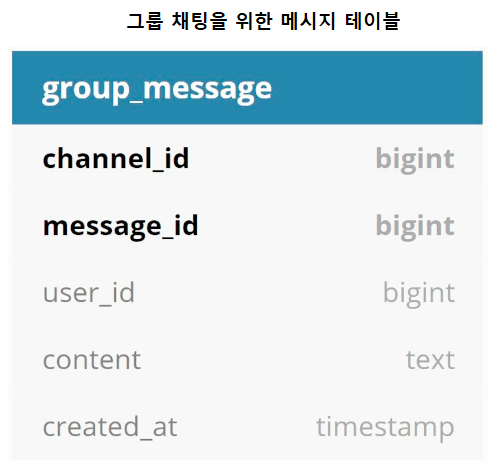 그룹 채팅을 위한 메시지 테이블
group_message
channel_id bigint
message_id bigint
user_id bigint
content text
created_at timestamp